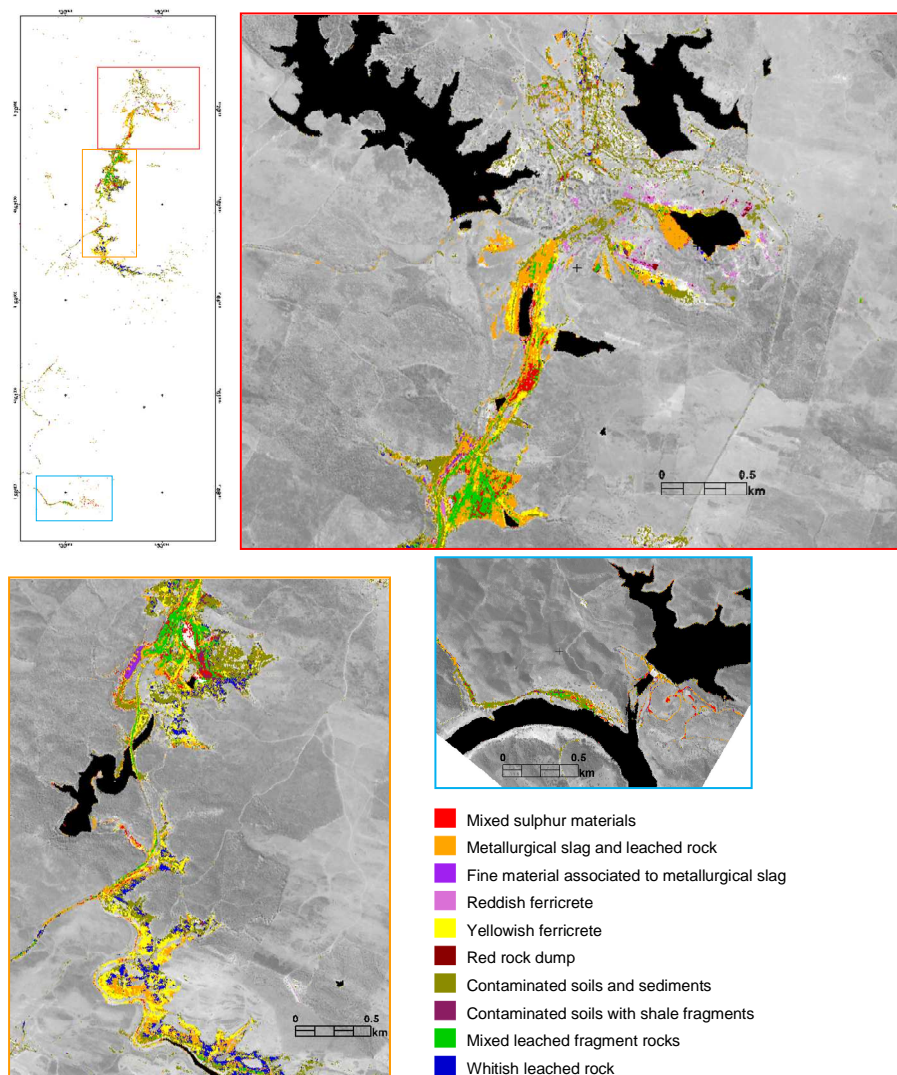 0 0.5
km
0 0.5
km
0 0.5
km
Mixed sulphur materials
Metallurgical slag and leached rock
Fine material associated to metallurgical slag
Reddish ferricrete
Yellowish ferricrete
Red rock dump
Contaminated soils and sediments
Contaminated soils with shale fragments
Mixed leached fragment rocks
Whitish leached rock